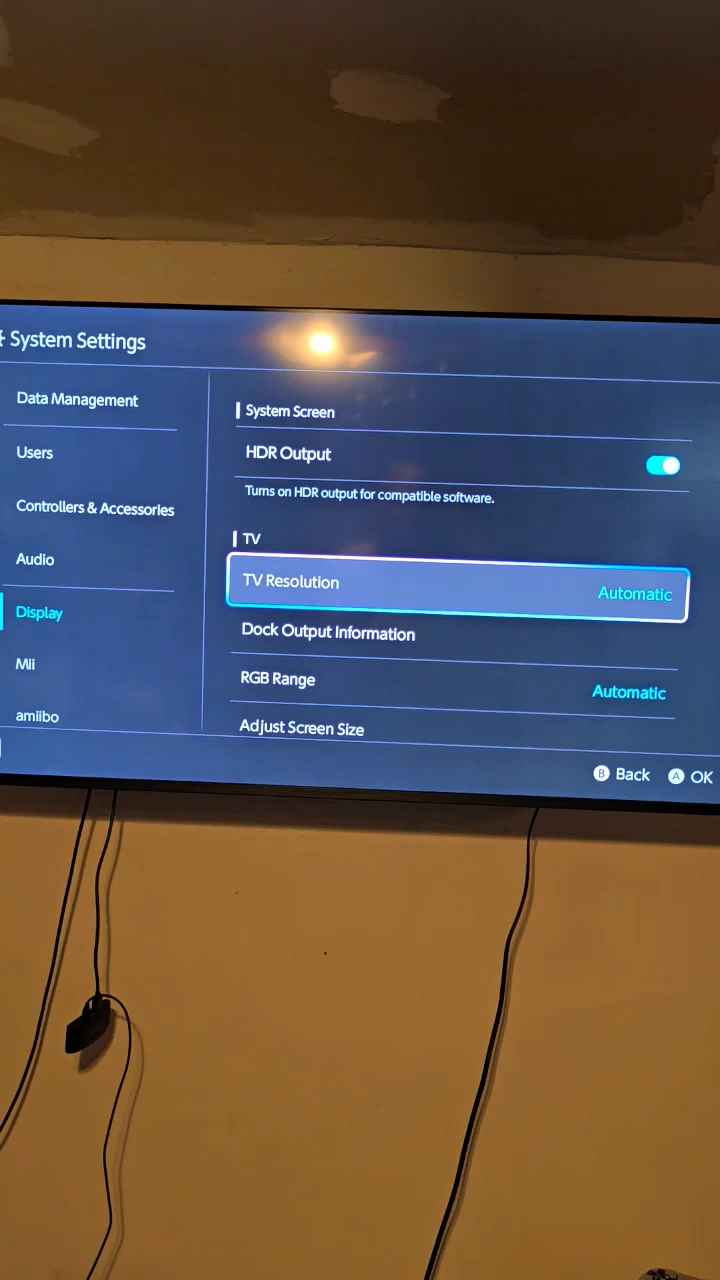 System Settings
Data Management
Users
Controllers & Accessories
Audio
Display
Mii
amiibo
System Screen
HDR Output
Turns on HDR output for compatible software.
TV
TV Resolution Automatic
Dock Output Information
RGB Range Automatic
Adjust Screen Size
B Back A OK